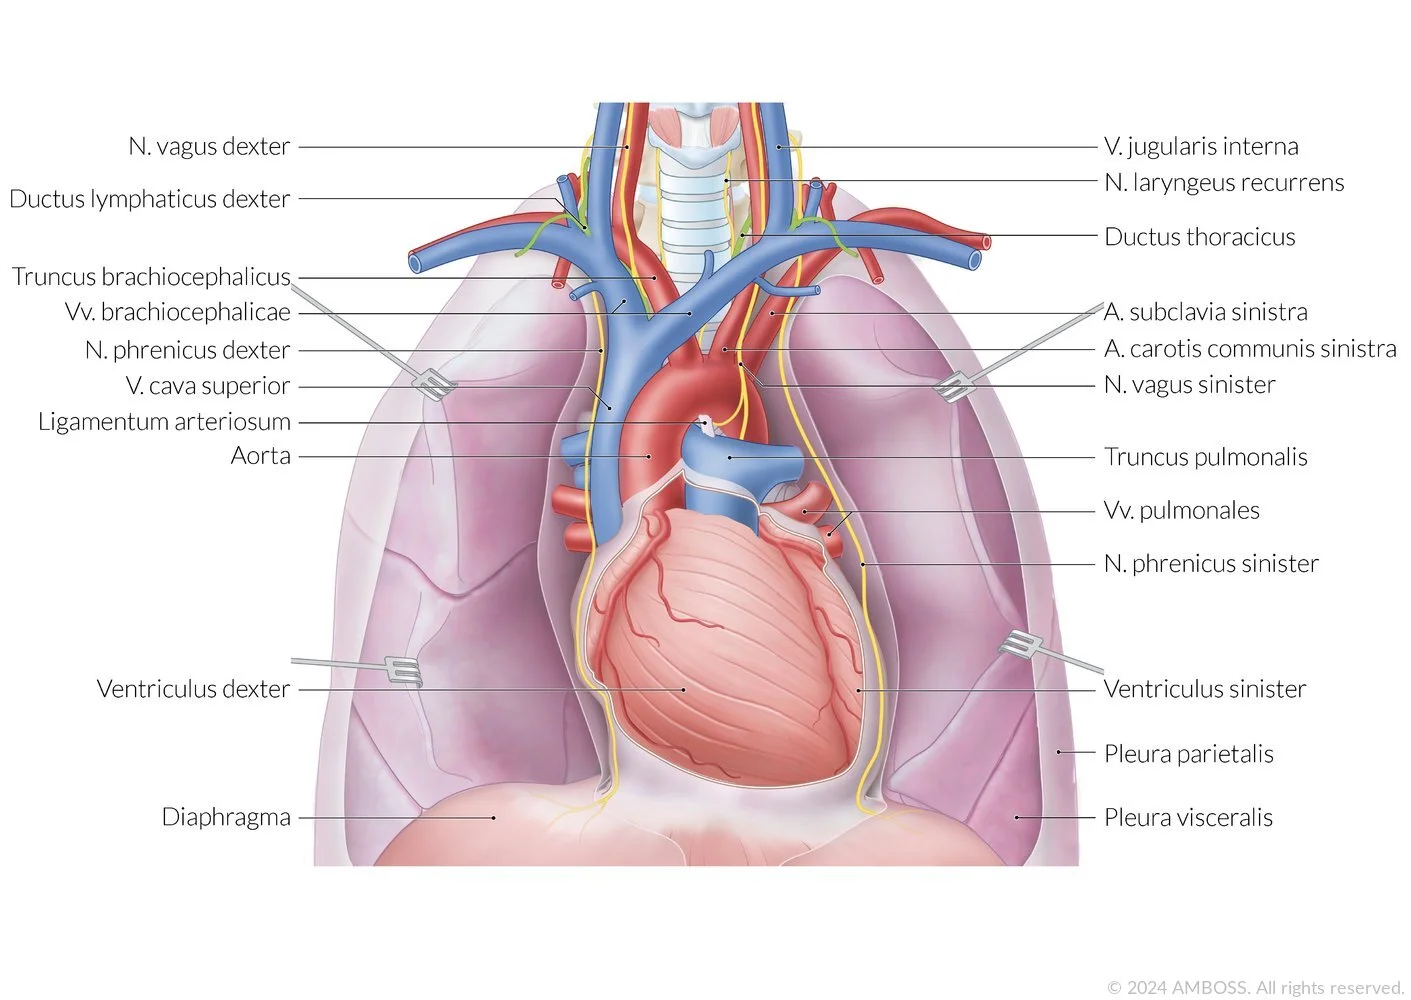 N. vagus dexter
Ductus lymphaticus dexter
Truncus brachiocephalicus
Vv. brachiocephalicae
N. phrenicus dexter
V. cava superior
Ligamentum arteriosum
Aorta
Ventriculus dexter
Diaphragma
V. jugularis interna
N. laryngeus recurrens
Ductus thoracicus
A. subclavia sinistra
A. carotis communis sinistra
N. vagus sinister
Truncus pulmonalis
Vv. pulmonales
N. phrenicus sinister
Ventriculus sinister
Pleura parietalis
Pleura visceralis
© 2024 AMBOSS. All rights reserved.